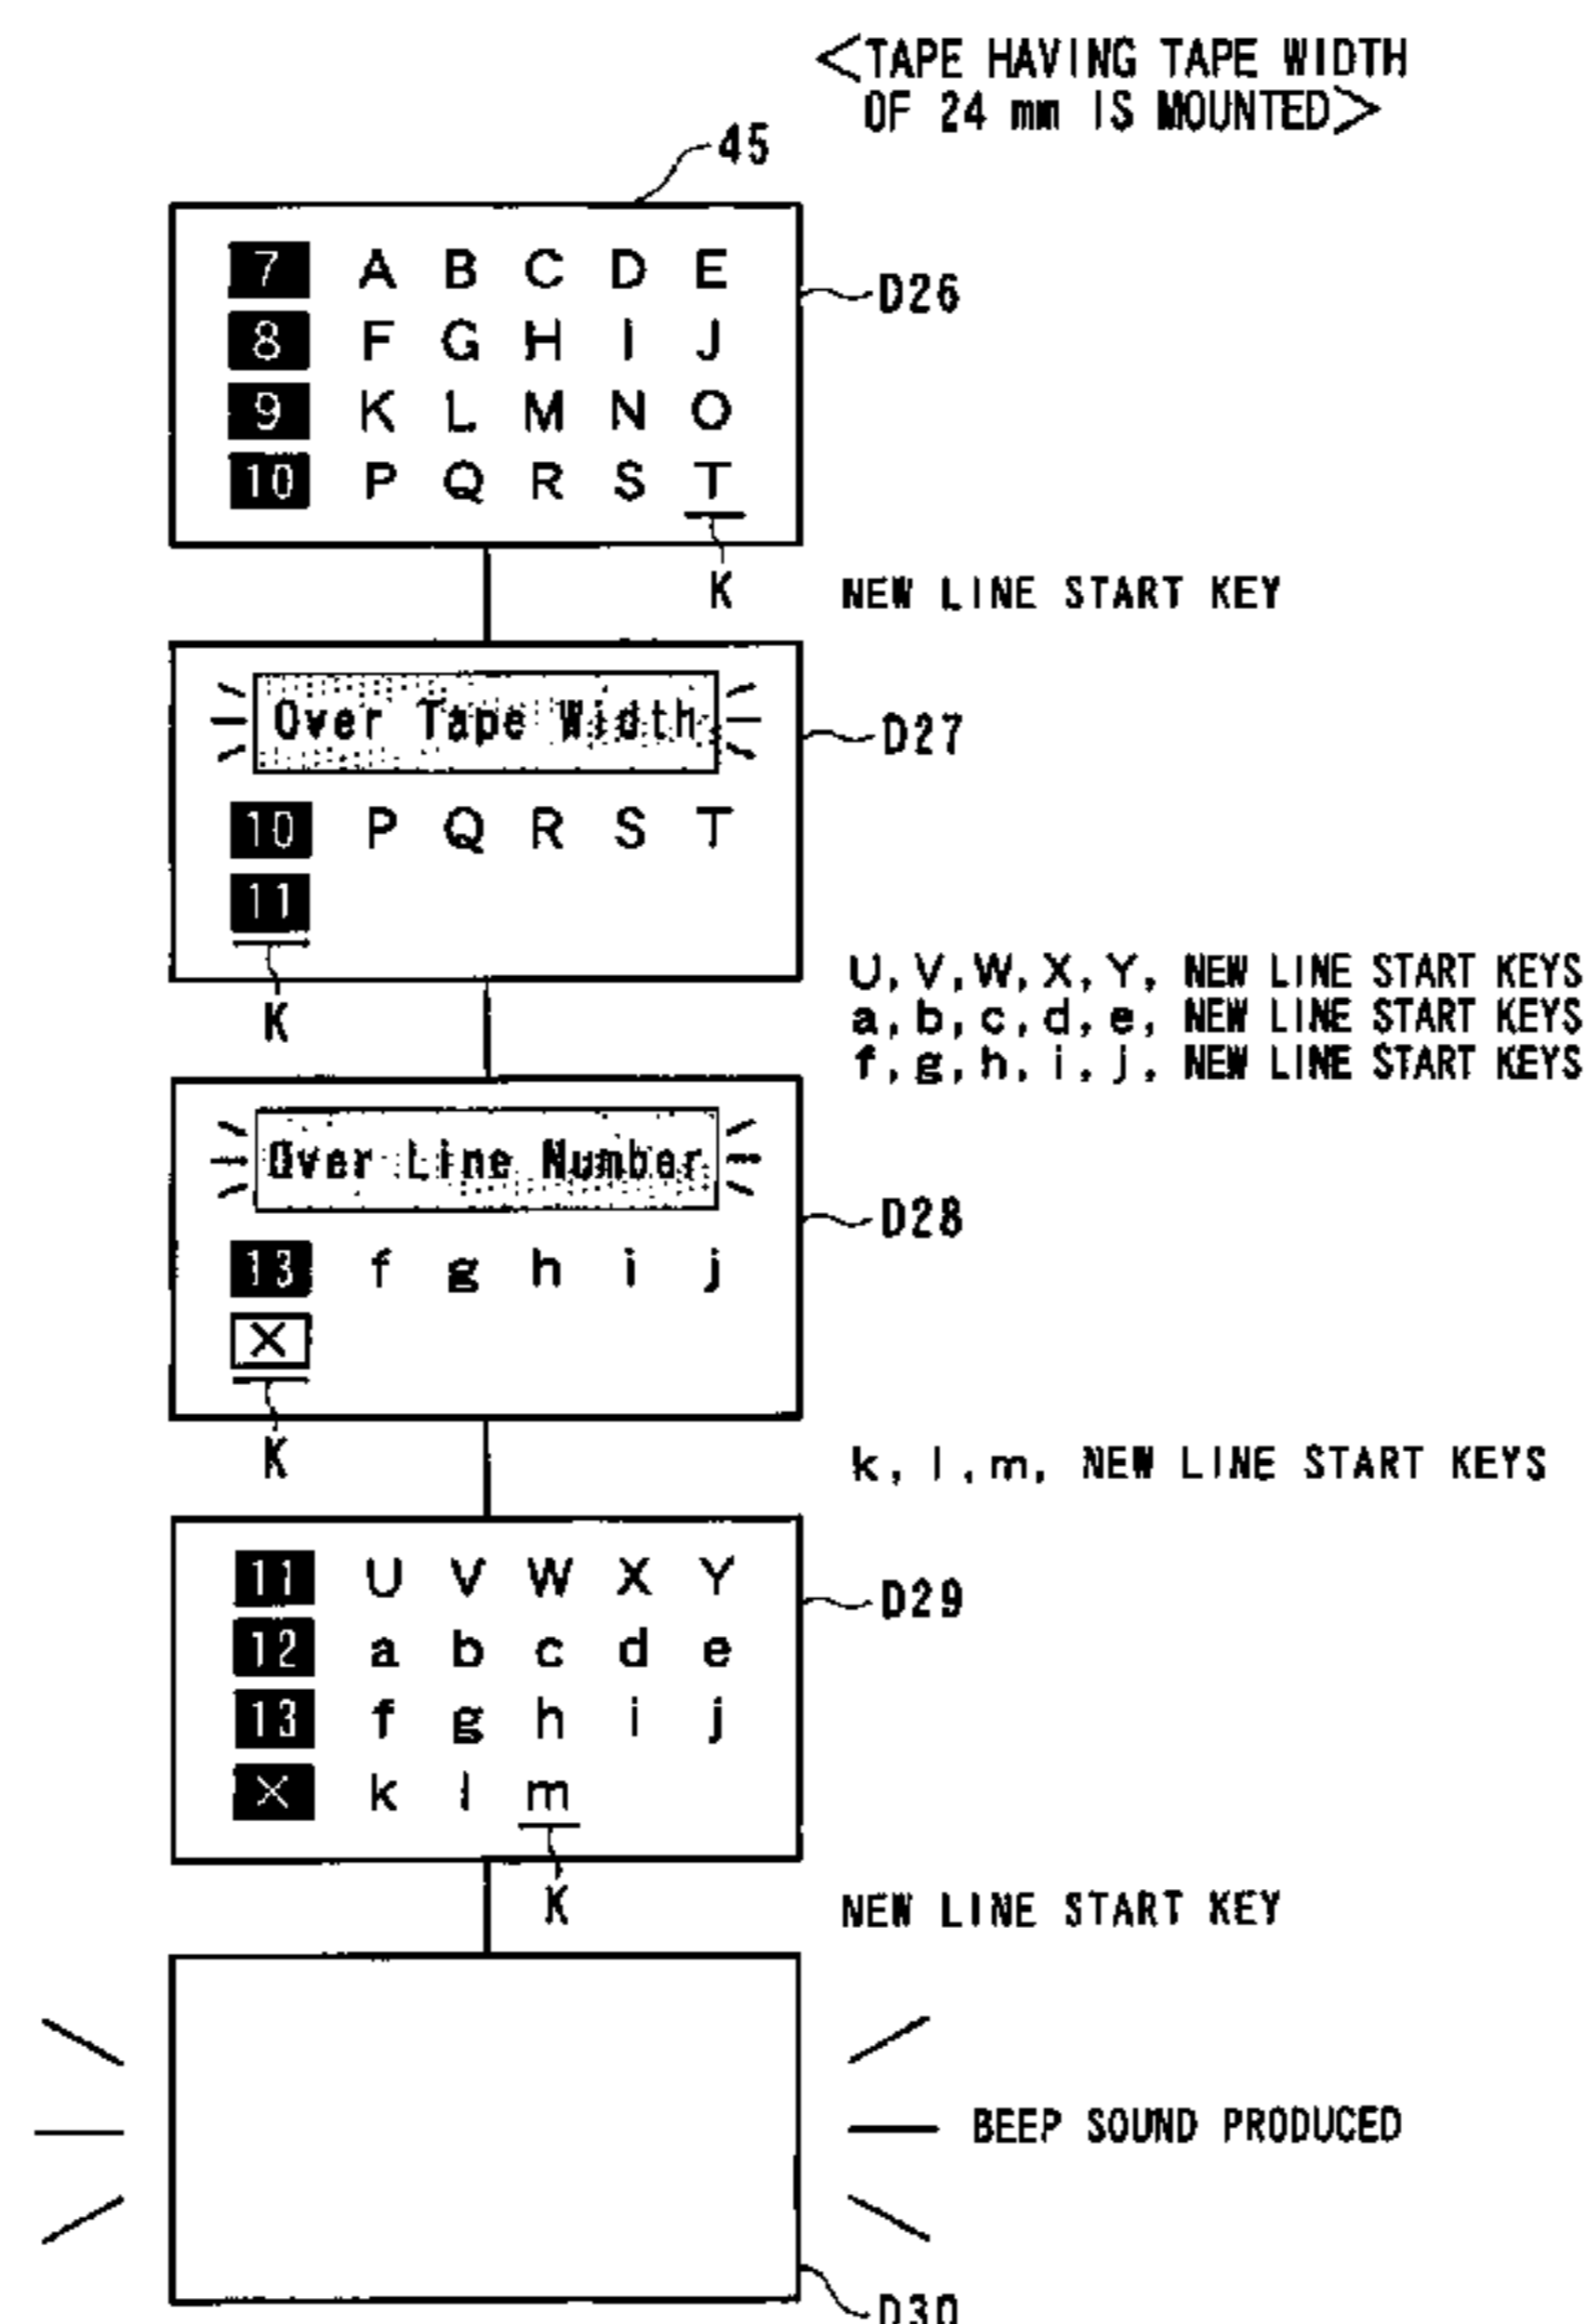 <TAPE HAVING TAPE WIDTH
OF 24 mm IS MOUNTED>
45
7 A B C D E
D26
8 F G H I J
9 K L M N O
10 P Q R S T
K
NEW LINE START KEY
Over Tape Width
D27
10 P Q R S T
11
K
U, V, W, X, Y, NEW LINE START KEYS
a, b, c, d, e, NEW LINE START KEYS
f, g, h, i, j, NEW LINE START KEYS
Over Line Number
D28
13 f g h i j
X
K
k, l, m, NEW LINE START KEYS
11 U V W X Y
D29
12 a b c d e
13 f g h i j
X k l m
K
NEW LINE START KEY
BEEP SOUND PRODUCED
D30